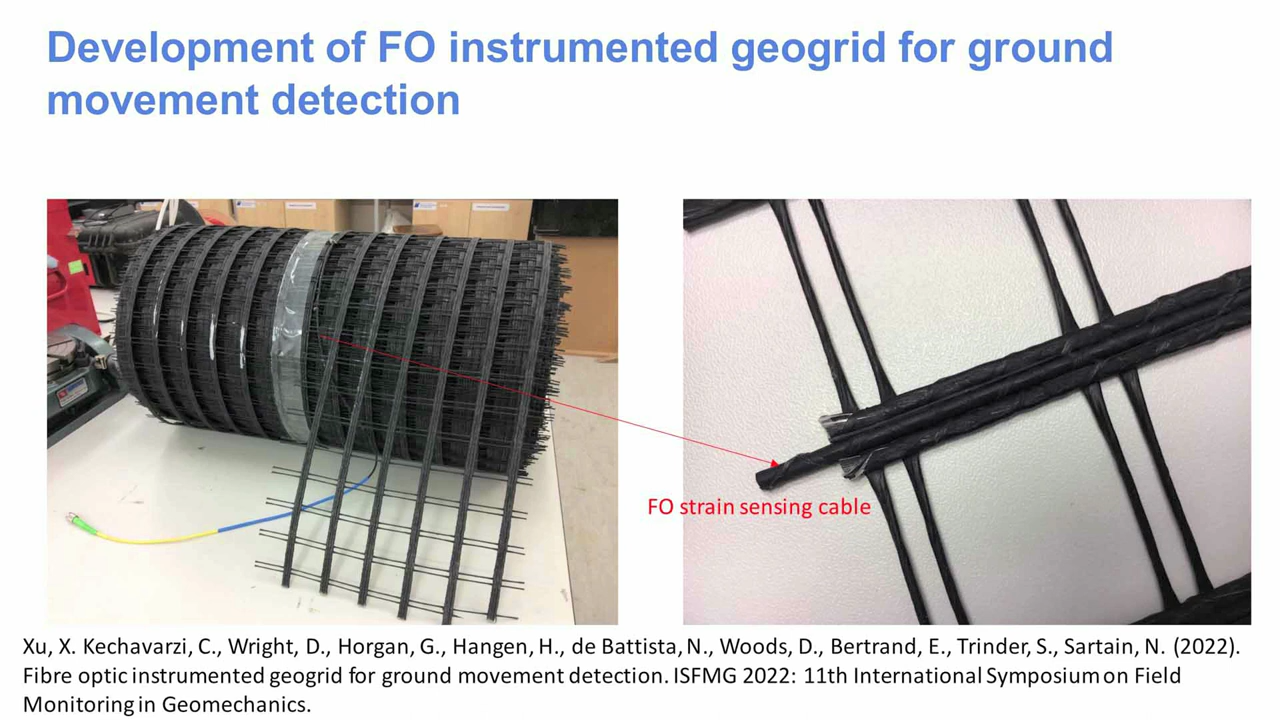 Development of FO instrumented geogrid for ground
movement detection
FO strain sensing cable
Xu, X. Kechavarzi, C., Wright, D., Horgan, G., Hangen, H., de Battista, N., Woods, D., Bertrand, E., Trinder, S., Sartain, N. (2022).
Fibre optic instrumented geogrid for ground movement detection. ISFMG 2022: 11th International Symposium on Field
Monitoring in Geomechanics.